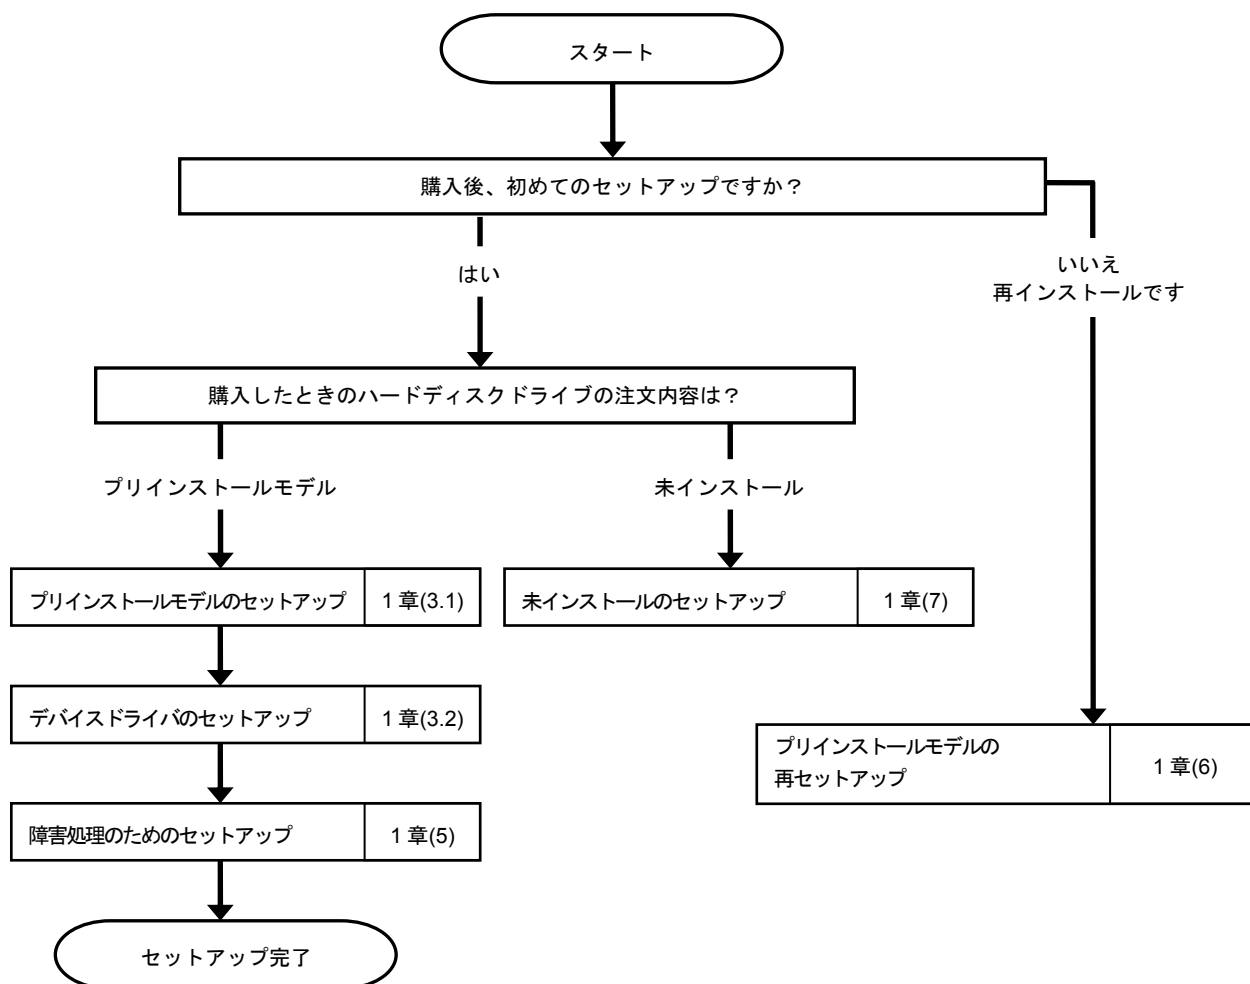 スタート
購入後、初めてのセットアップですか？
いいえ
再インストールです
はい
購入したときのハードディスクドライブの注文内容は？
プリインストールモデル
未インストール
プリインストールモデルのセットアップ
1 章(3.1)
未インストールのセットアップ
1 章(7)
デバイスドライバのセットアップ
1 章(3.2)
プリインストールモデルの
再セットアップ
1 章(6)
障害処理のためのセットアップ
1 章(5)
セットアップ完了